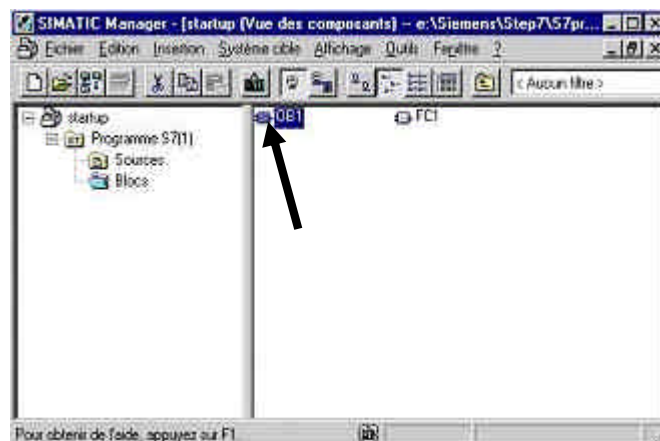 SIMATIC Manager - [startup (Vue des composants) -- e:\Siemens\Step7\S7pr...
Fichier Edition Insertion Système cible Affichage Outils Fenêtre ?
< Aucun filtre >
startup
Programme S7(1)
Sources
Blocs
OB1 FC1
Pour obtenir de l'aide, appuyez sur F1.